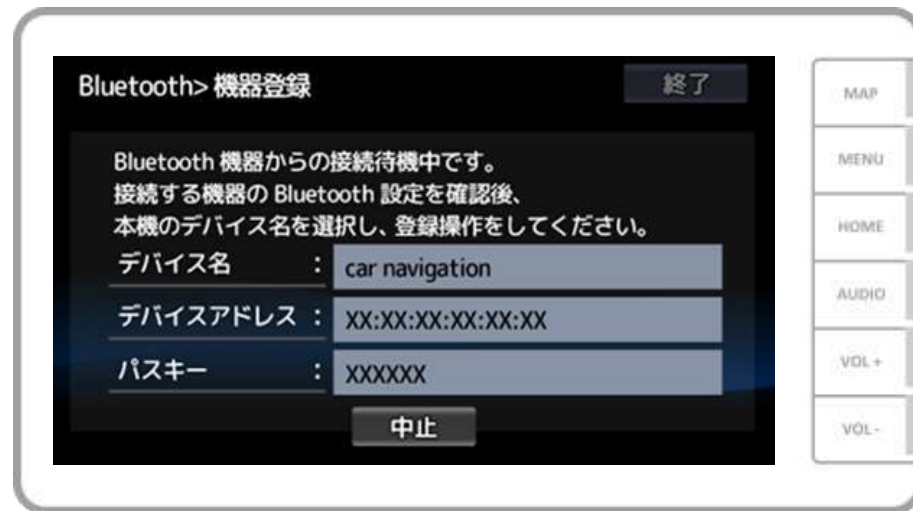 Bluetooth> 機器登録
終了
Bluetooth 機器からの接続待機中です。
接続する機器の Bluetooth 設定を確認後、
本機のデバイス名を選択し、登録操作をしてください。
デバイス名 : car navigation
デバイスアドレス : XX:XX:XX:XX:XX:XX
パスキー : XXXXXX
中止
MAP
MENU
HOME
AUDIO
VOL +
VOL -